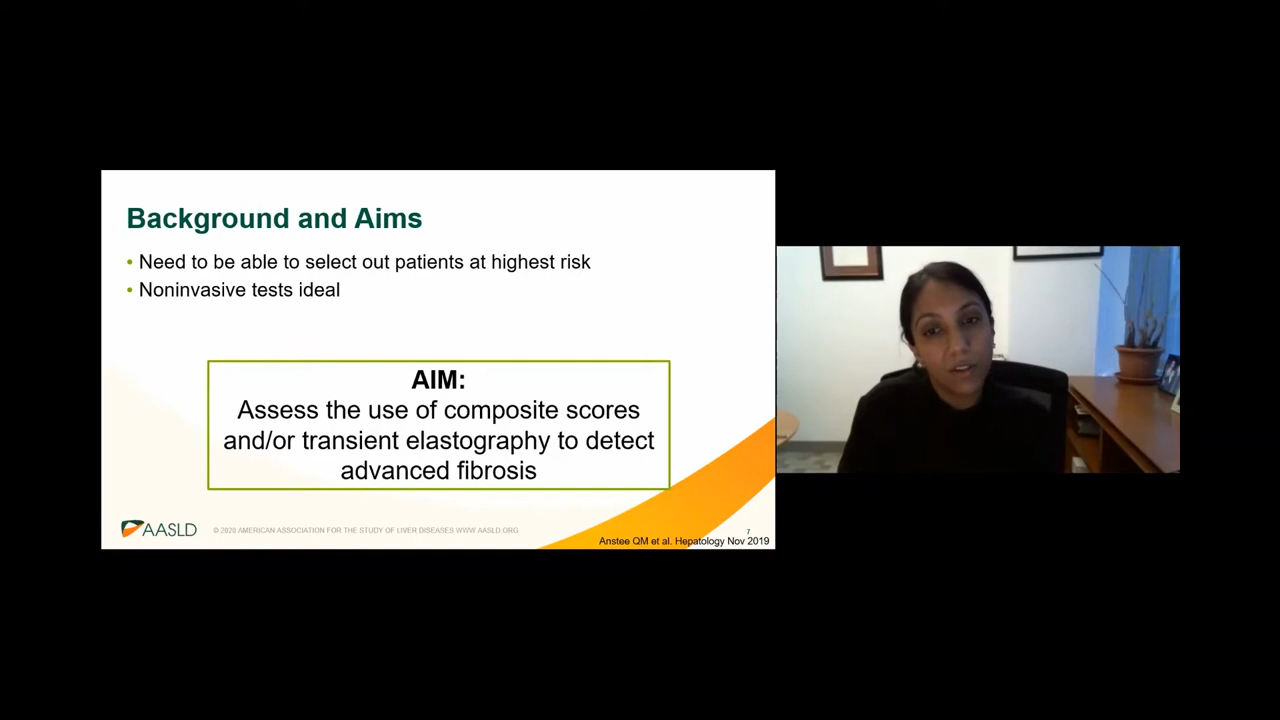 Background and Aims
• Need to be able to select out patients at highest risk
• Noninvasive tests ideal
AIM:
Assess the use of composite scores
and/or transient elastography to detect
advanced fibrosis
AASLD
© 2020 AMERICAN ASSOCIATION FOR THE STUDY OF LIVER DISEASES WWW.AASLD.ORG
7
Anstee QM et al. Hepatology Nov 2019